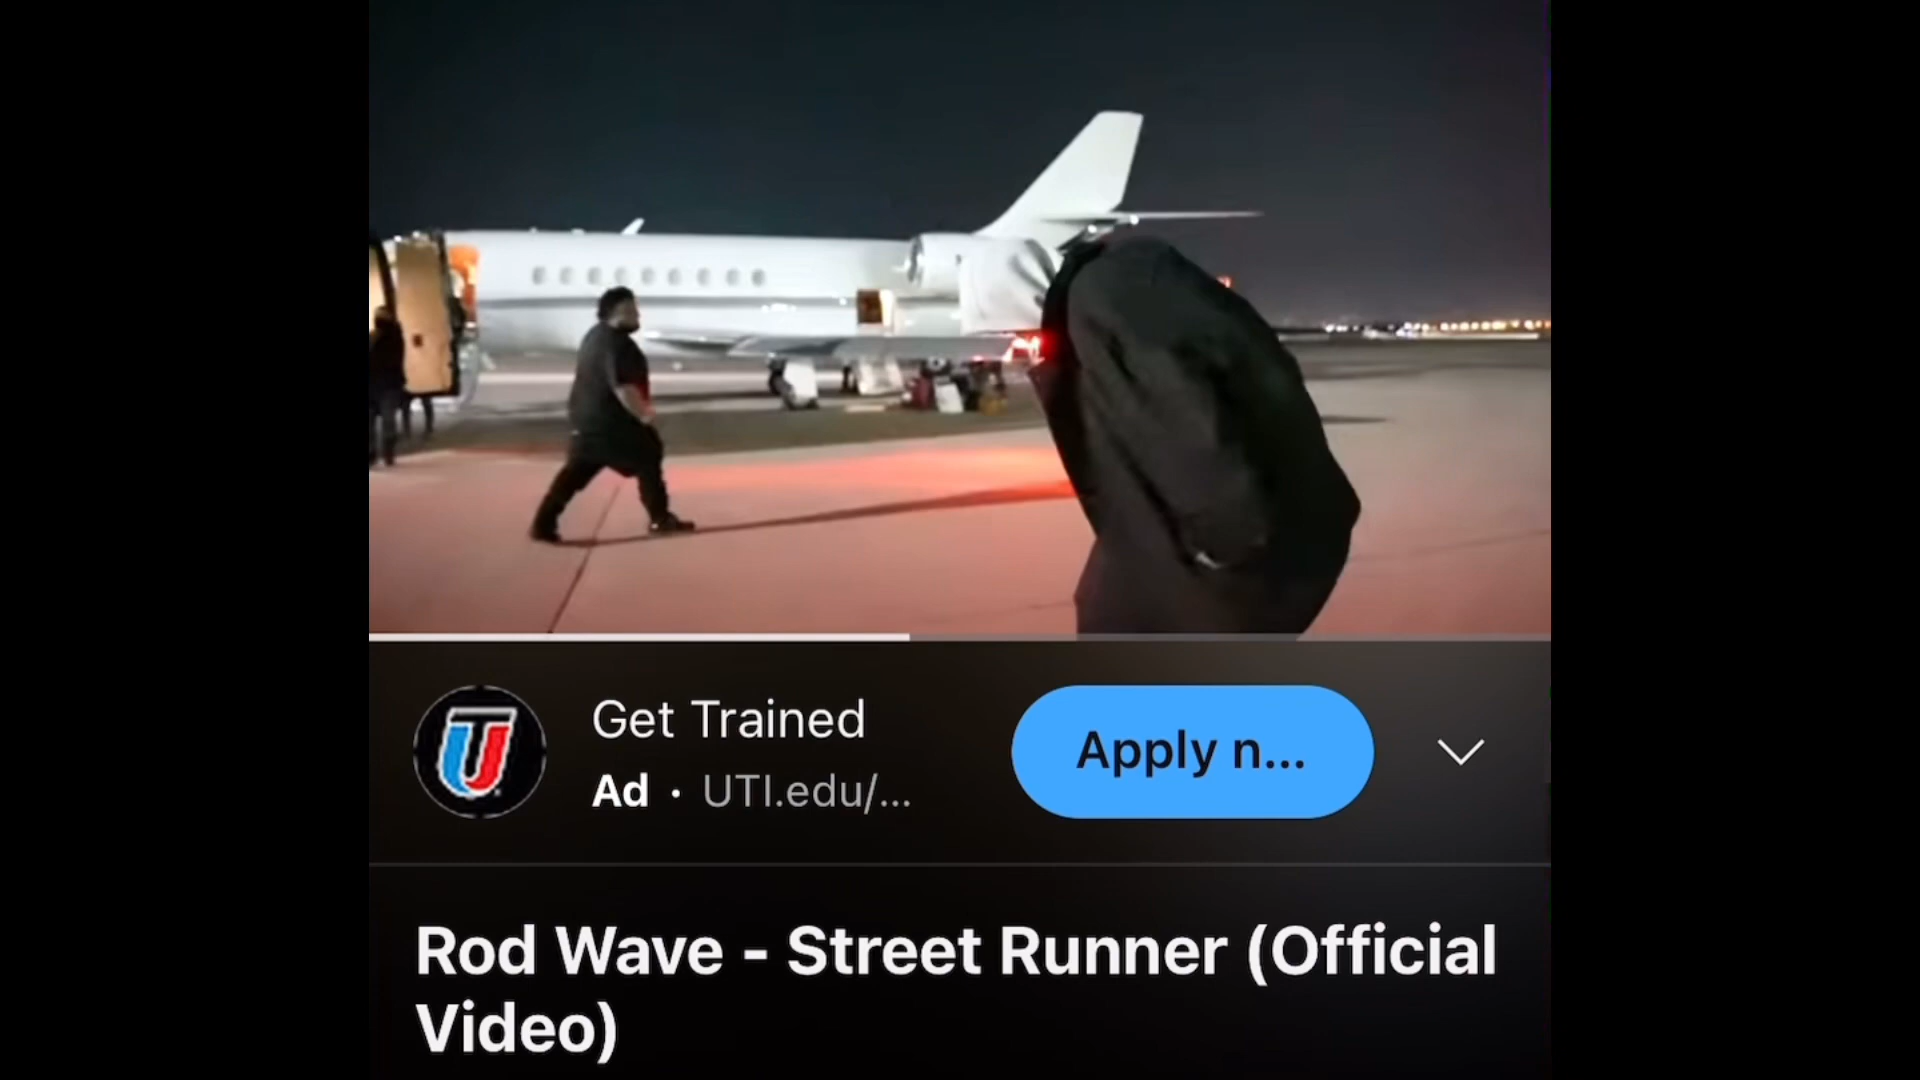 Get Trained
Ad · UTI.edu/...
Apply n...
Rod Wave - Street Runner (Official
Video)